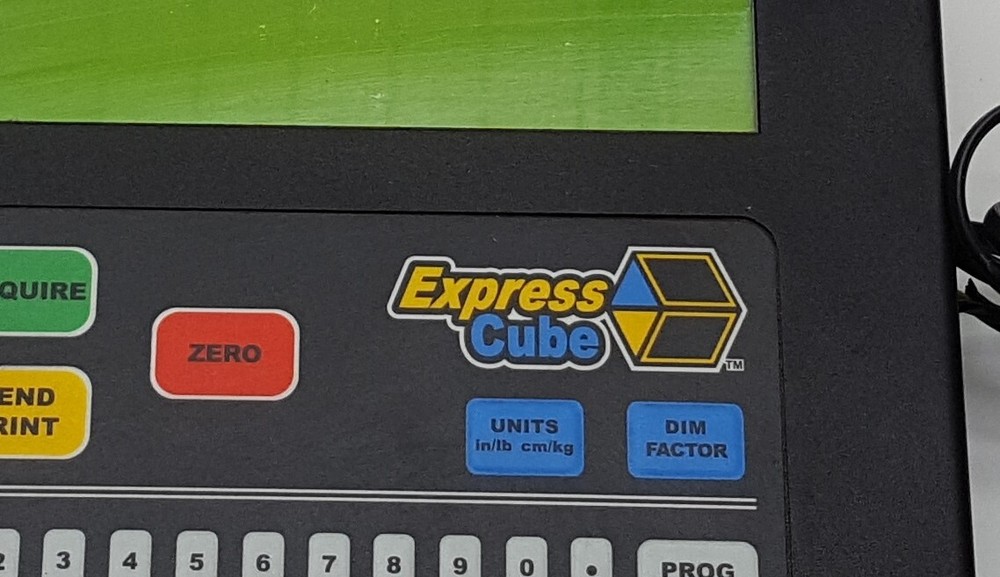 QUIRE
ZERO
Express
Cube
TM
END
RINT
UNITS
in/lb cm/kg
DIM
FACTOR
2 3 4 5 6 7 8 9 0 . PROG